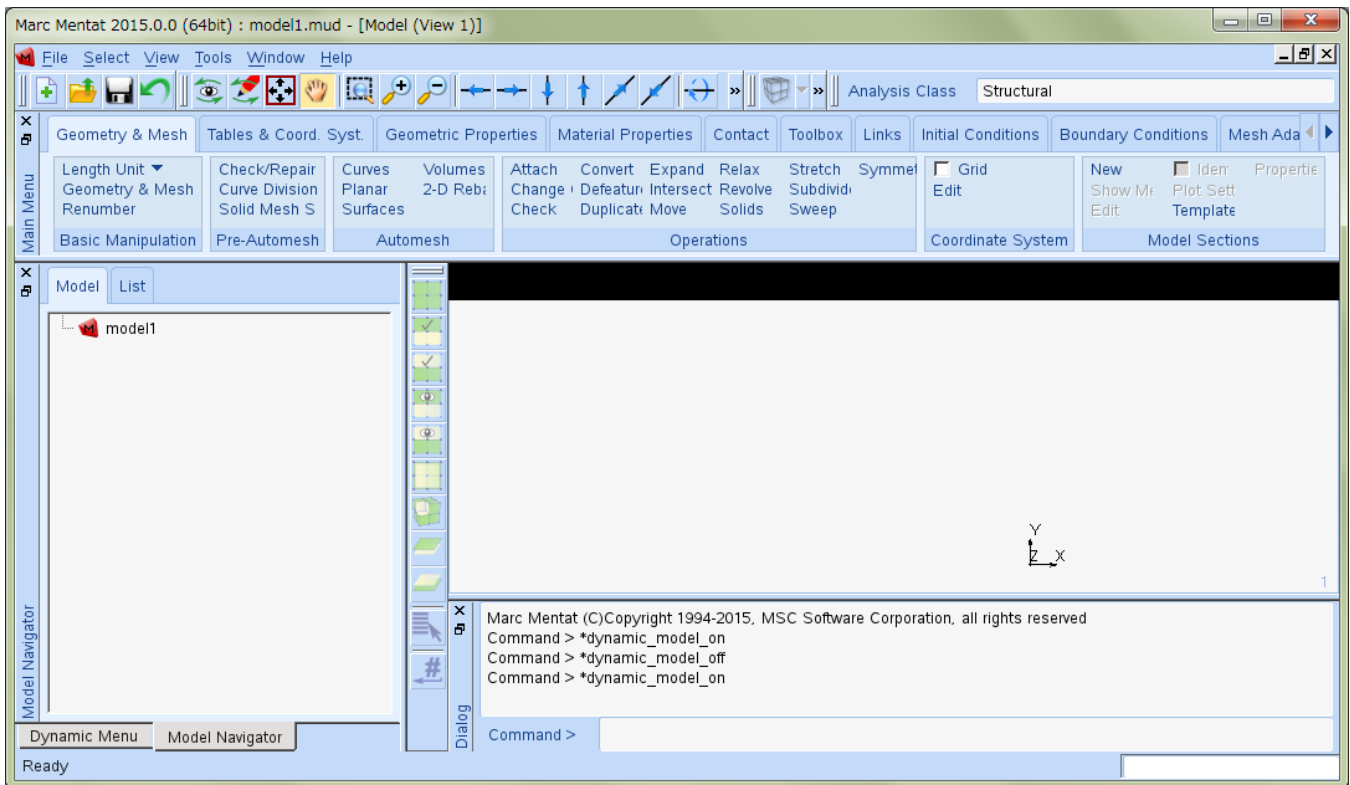 Marc Mentat 2015.0.0 (64bit) : model1.mud - [Model (View 1)]
File Select View Tools Window Help
» » Analysis Class Structural
Geometry & Mesh Tables & Coord. Syst. Geometric Properties Material Properties Contact Toolbox Links Initial Conditions Boundary Conditions Mesh Ada
Main Menu
Length Unit Check/Repair Curves Volumes Attach Convert Expand Relax Stretch Symmet Grid New Iden Propertie
Geometry & Mesh Curve Division Planar 2-D Reba Change Defeature Intersect Revolve Subdivide Edit Show Me Plot Sett
Renumber Solid Mesh S Surfaces Check Duplicate Move Solids Sweep Edit Template
Basic Manipulation Pre-Automesh Automesh Operations Coordinate System Model Sections
Model List
model1
Y
Z X
1
Model Navigator
Marc Mentat (C)Copyright 1994-2015, MSC Software Corporation, all rights reserved
Command > *dynamic_model_on
Command > *dynamic_model_off
Command > *dynamic_model_on
Dialog
Command >
Dynamic Menu Model Navigator
Ready